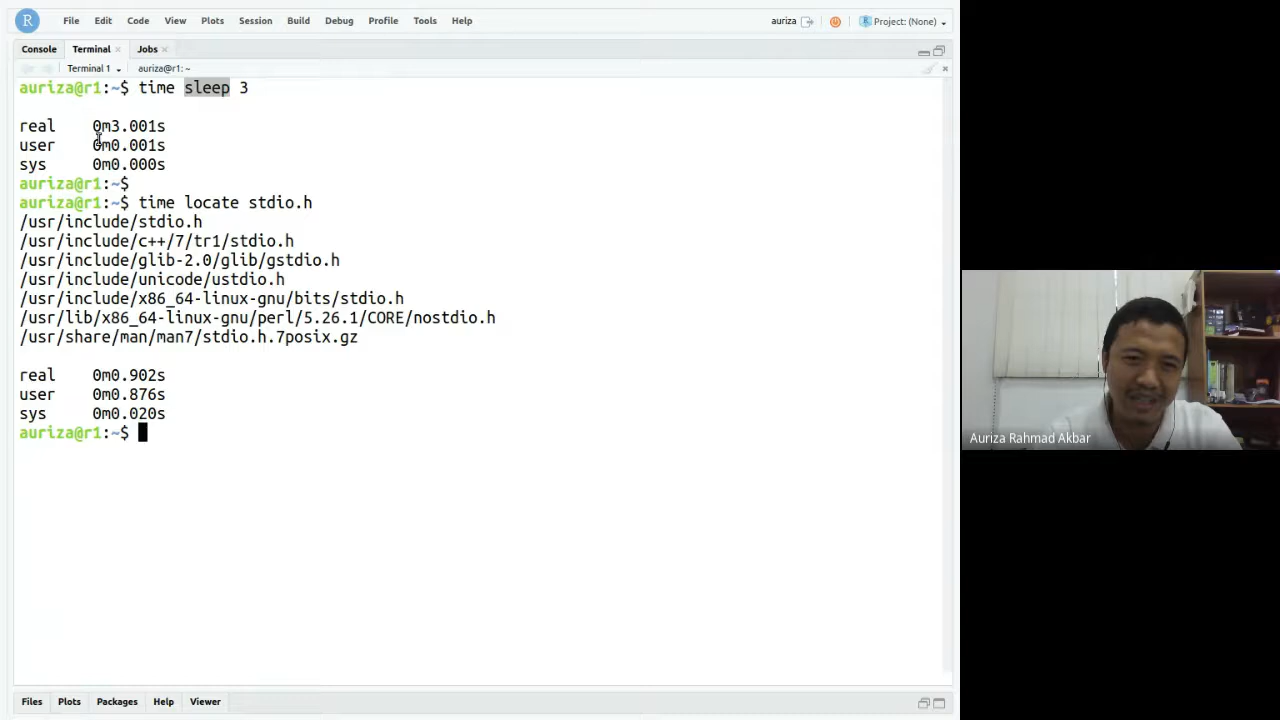 R File Edit Code View Plots Session Build Debug Profile Tools Help auriza R Project: (None)
Console Terminal Jobs
Terminal 1 auriza@r1: ~
auriza@r1:~$ time sleep 3
real 0m3.001s
user 0m0.001s
sys 0m0.000s
auriza@r1:~$
auriza@r1:~$ time locate stdio.h
/usr/include/stdio.h
/usr/include/c++/7/tr1/stdio.h
/usr/include/glib-2.0/glib/gstdio.h
/usr/include/unicode/ustdio.h
/usr/include/x86_64-linux-gnu/bits/stdio.h
/usr/lib/x86_64-linux-gnu/perl/5.26.1/CORE/nostdio.h
/usr/share/man/man7/stdio.h.7posix.gz
real 0m0.902s
user 0m0.876s
sys 0m0.020s
auriza@r1:~$
Auriza Rahmad Akbar
Files Plots Packages Help Viewer